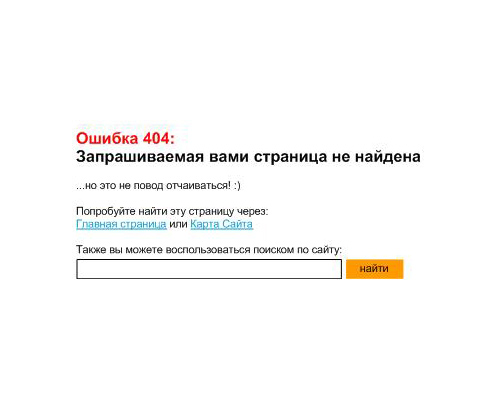 Ошибка 404:
Запрашиваемая вами страница не найдена
...но это не повод отчаиваться! :)
Попробуйте найти эту страницу через:
Главная страница или Карта Сайта
Также вы можете воспользоваться поиском по сайту:
найти